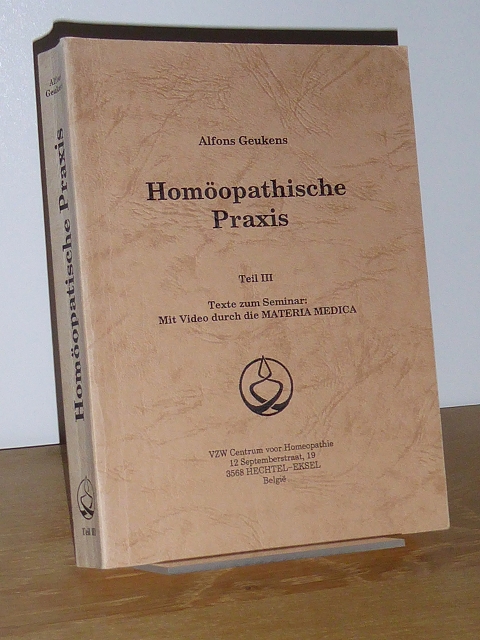 Alfons Geukens
Homöopathische
Praxis
Teil III
Texte zum Seminar:
Mit Video durch die MATERIA MEDICA
VZW Centrum voor Homeopathie
12 Septemberstraat, 19
3568 HECHTEL-EKSEL
België
Alfons
Geukens
Homöopatische Praxis
Teil III